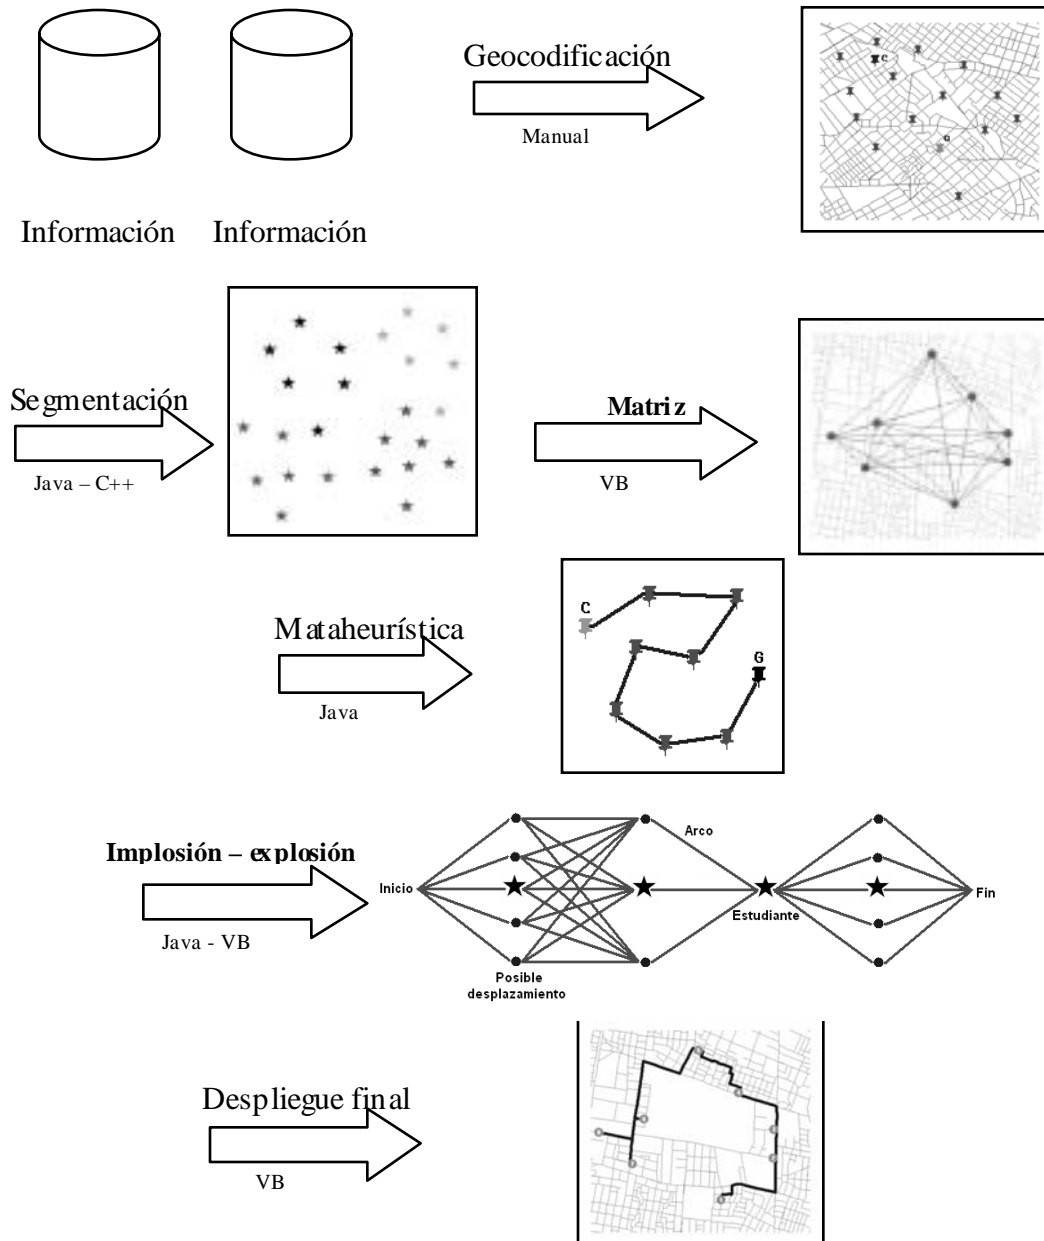 Geocodificación
Manual
C
G
Información Información
Segmentación
Java – C++
Matriz
VB
Mataheurística
Java
C
G
Implosión – explosión
Java - VB
Inicio
Arco
Estudiante
Fin
Posible
desplazamiento
Despliegue final
VB